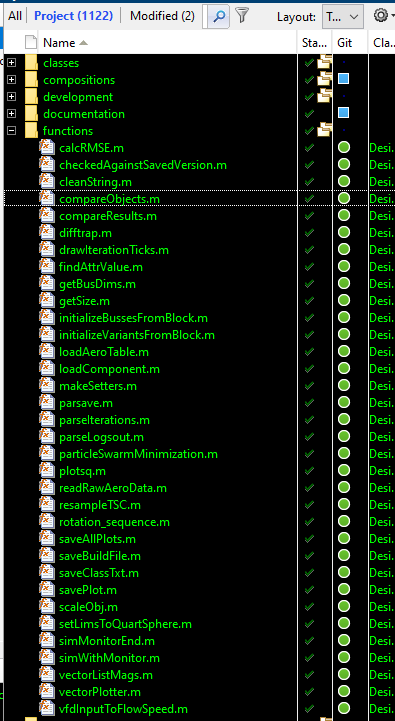 All Project (1122) Modified (2) Layout: T...
Name Sta... Git Cla...
classes
compositions
development
documentation
functions
calcRMSE.m Desi...
checkedAgainstSavedVersion.m Desi...
cleanString.m Desi...
compareObjects.m Desi...
compareResults.m Desi...
difftrap.m Desi...
drawIterationTicks.m Desi...
findAttrValue.m Desi...
getBusDims.m Desi...
getSize.m Desi...
initializeBussesFromBlock.m Desi...
initializeVariantsFromBlock.m Desi...
loadAeroTable.m Desi...
loadComponent.m Desi...
makeSetters.m Desi...
parsave.m Desi...
parseIterations.m Desi...
parseLogsout.m Desi...
particleSwarmMinimization.m Desi...
plotsq.m Desi...
readRawAeroData.m Desi...
resampleTSC.m Desi...
rotation_sequence.m Desi...
saveAllPlots.m Desi...
saveBuildFile.m Desi...
saveClassTxt.m Desi...
savePlot.m Desi...
scaleObj.m Desi...
setLimsToQuartSphere.m Desi...
simMonitorEnd.m Desi...
simWithMonitor.m Desi...
vectorListMags.m Desi...
vectorPlotter.m Desi...
vfdInputToFlowSpeed.m Desi...